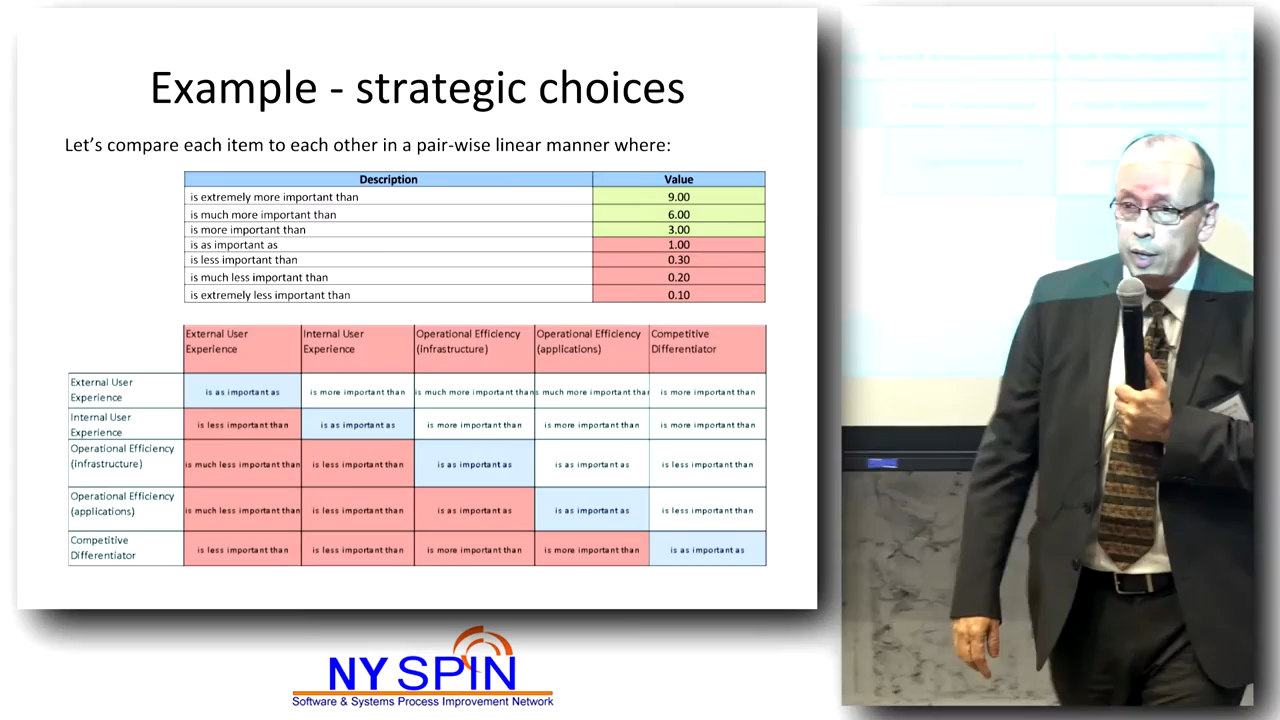 Example - strategic choices
Let's compare each item to each other in a pair-wise linear manner where:
Description Value
is extremely more important than 9.00
is much more important than 6.00
is more important than 3.00
is as important as 1.00
is less important than 0.30
is much less important than 0.20
is extremely less important than 0.10
External User Internal User Operational Efficiency Operational Efficiency Competitive
Experience Experience (infrastructure) (applications) Differentiator
External User
Experience
is as important as is more important than is much more important than s much more important than is more important than
Internal User
Experience
is less important than is as important as is more important than is more important than is more important than
Operational Efficiency
(infrastructure)
is much less important than is less important than is as important as is as important as is less important than
Operational Efficiency
(applications)
is much less important than is less important than is as important as is as important as is less important than
Competitive
Differentiator
is less important than is less important than is more important than is more important than is as important as
NY SPIN
Software & Systems Process Improvement Network